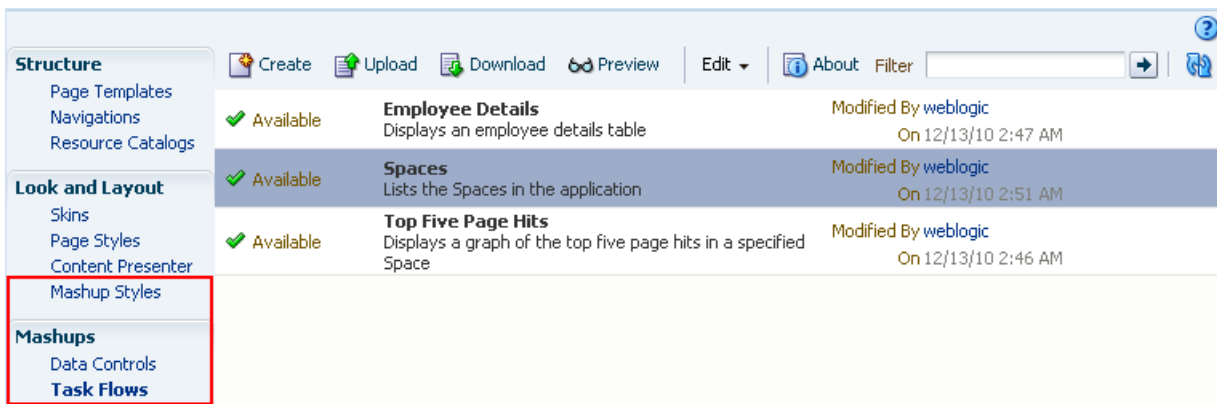 Structure
Page Templates
Navigations
Resource Catalogs
Look and Layout
Skins
Page Styles
Content Presenter
Mashup Styles
Mashups
Data Controls
Task Flows
Create Upload Download Preview Edit About Filter
Available Employee Details Modified By weblogic
Displays an employee details table On 12/13/10 2:47 AM
Available Spaces Modified By weblogic
Lists the Spaces in the application On 12/13/10 2:51 AM
Available Top Five Page Hits Modified By weblogic
Displays a graph of the top five page hits in a specified On 12/13/10 2:46 AM
Space